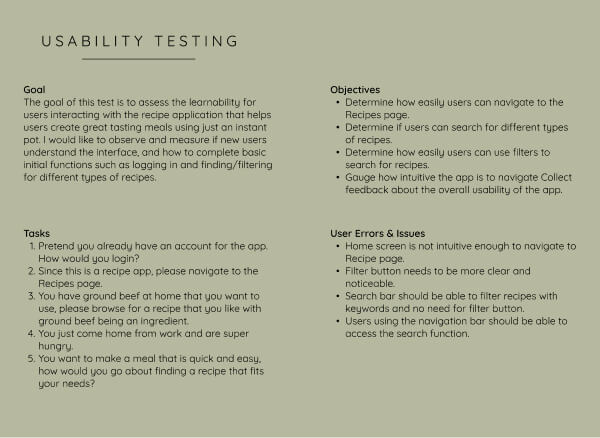 USABILITY TESTING
Goal
The goal of this test is to assess the learnability for
users interacting with the recipe application that helps
users create great tasting meals using just an instant
pot. I would like to observe and measure if new users
understand the interface, and how to complete basic
initial functions such as logging in and finding/filtering
for different types of recipes.
Objectives
• Determine how easily users can navigate to the
Recipes page.
• Determine if users can search for different types
of recipes.
• Determine how easily users can use filters to
search for recipes.
• Gauge how intuitive the app is to navigate Collect
feedback about the overall usability of the app.
Tasks
1. Pretend you already have an account for the app.
How would you login?
2. Since this is a recipe app, please navigate to the
Recipes page.
3. You have ground beef at home that you want to
use, please browse for a recipe that you like with
ground beef being an ingredient.
4. You just come home from work and are super
hungry.
5. You want to make a meal that is quick and easy,
how would you go about finding a recipe that fits
your needs?
User Errors & Issues
• Home screen is not intuitive enough to navigate to
Recipe page.
• Filter button needs to be more clear and
noticeable.
• Search bar should be able to filter recipes with
keywords and no need for filter button.
• Users using the navigation bar should be able to
access the search function.